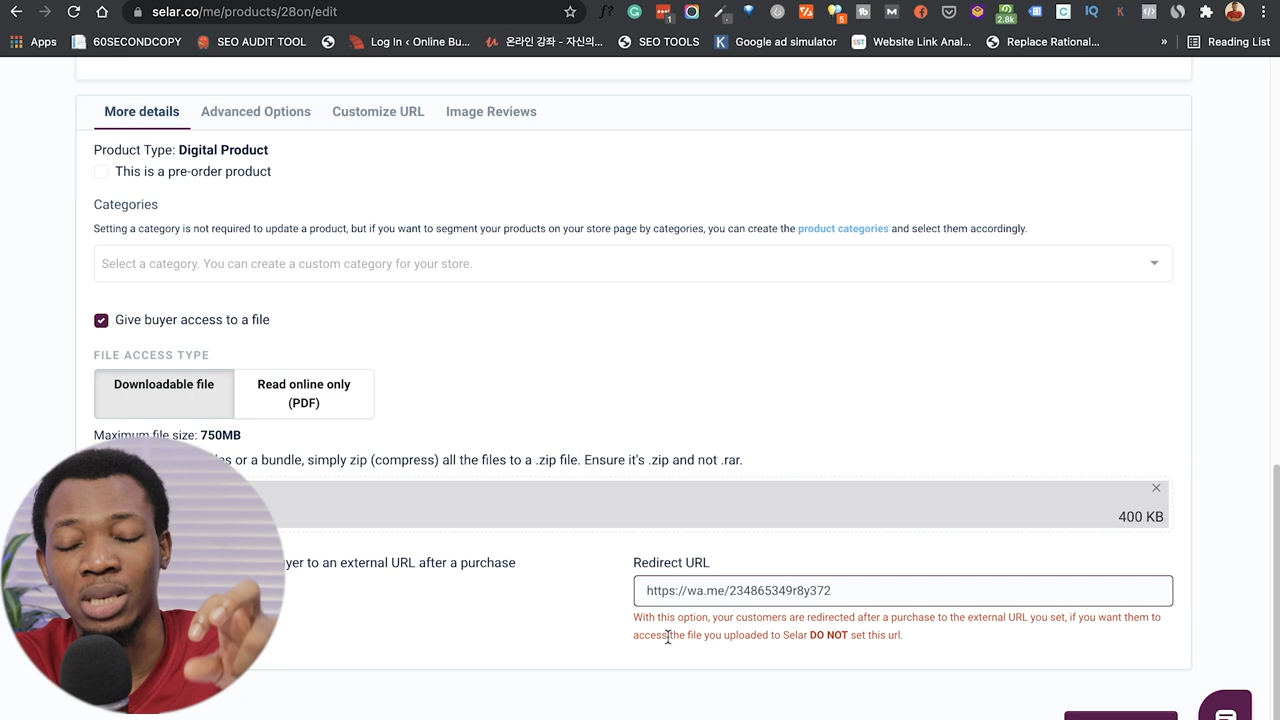 selar.co/me/products/28on/edit
Apps 60SECONDCOPY SEO AUDIT TOOL Log In ‹ Online Bu... 온라인 강좌 - 자신의... SEO TOOLS Google ad simulator Website Link Anal... Replace Rational... » Reading List
More details Advanced Options Customize URL Image Reviews
Product Type: Digital Product
This is a pre-order product
Categories
Setting a category is not required to update a product, but if you want to segment your products on your store page by categories, you can create the product categories and select them accordingly.
Select a category. You can create a custom category for your store.
Give buyer access to a file
FILE ACCESS TYPE
Downloadable file
Read online only
(PDF)
Maximum file size: 750MB
or a bundle, simply zip (compress) all the files to a .zip file. Ensure it's .zip and not .rar.
400 KB
to an external URL after a purchase
Redirect URL
https://wa.me/234865349r8y372
With this option, your customers are redirected after a purchase to the external URL you set, if you want them to
access the file you uploaded to Selar DO NOT set this url.